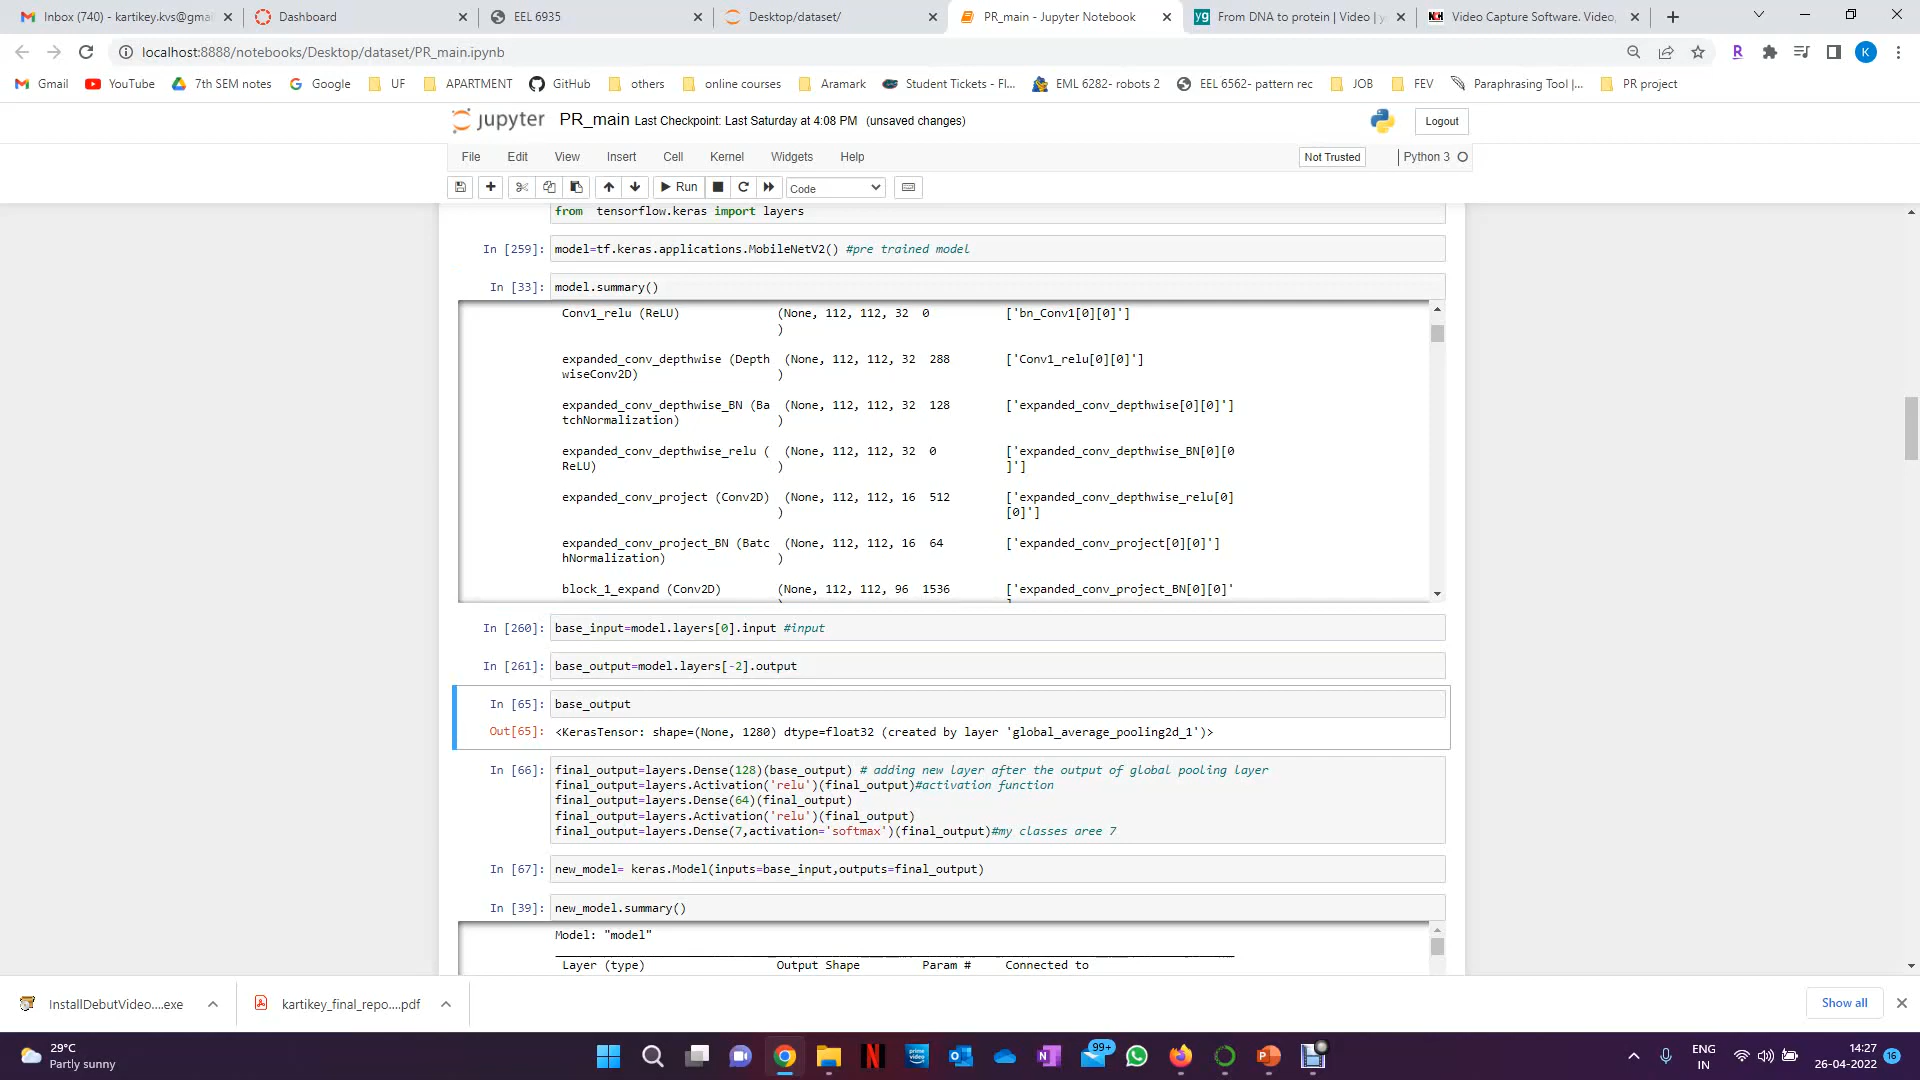 Inbox (740) - kartikey.kvs@gmai
Dashboard
EEL 6935
Desktop/dataset/
PR_main - Jupyter Notebook
From DNA to protein | Video | y
Video Capture Software. Video,
localhost:8888/notebooks/Desktop/dataset/PR_main.ipynb
Gmail
YouTube
7th SEM notes
Google
UF
APARTMENT
GitHub
others
online courses
Aramark
Student Tickets - Fl...
EML 6282- robots 2
EEL 6562- pattern rec
JOB
FEV
Paraphrasing Tool |...
PR project
jupyter PR_main Last Checkpoint: Last Saturday at 4:08 PM (unsaved changes)
Logout
File Edit View Insert Cell Kernel Widgets Help
Not Trusted
Python 3
Run
Code
from  tensorflow.keras import layers
In [259]: model=tf.keras.applications.MobileNetV2() #pre trained model
In [33]: model.summary()
Conv1_relu (ReLU) (None, 112, 112, 32 0 ['bn_Conv1[0][0]']
)
expanded_conv_depthwise (Depth (None, 112, 112, 32 288 ['Conv1_relu[0][0]']
wiseConv2D) )
expanded_conv_depthwise_BN (Ba (None, 112, 112, 32 128 ['expanded_conv_depthwise[0][0]']
tchNormalization) )
expanded_conv_depthwise_relu ( (None, 112, 112, 32 0 ['expanded_conv_depthwise_BN[0][0
ReLU) ) ]']
expanded_conv_project (Conv2D) (None, 112, 112, 16 512 ['expanded_conv_depthwise_relu[0]
) [0]']
expanded_conv_project_BN (Batc (None, 112, 112, 16 64 ['expanded_conv_project[0][0]']
hNormalization) )
block_1_expand (Conv2D) (None, 112, 112, 96 1536 ['expanded_conv_project_BN[0][0]'
In [260]: base_input=model.layers[0].input #input
In [261]: base_output=model.layers[-2].output
In [65]: base_output
Out[65]: <KerasTensor: shape=(None, 1280) dtype=float32 (created by layer 'global_average_pooling2d_1')>
In [66]: final_output=layers.Dense(128)(base_output) # adding new layer after the output of global pooling layer
final_output=layers.Activation('relu')(final_output)#activation function
final_output=layers.Dense(64)(final_output)
final_output=layers.Activation('relu')(final_output)
final_output=layers.Dense(7,activation='softmax')(final_output)#my classes aree 7
In [67]: new_model= keras.Model(inputs=base_input,outputs=final_output)
In [39]: new_model.summary()
Model: "model"
Layer (type) Output Shape Param # Connected to
InstallDebutVideo....exe
kartikey_final_repo....pdf
Show all
29°C
Partly sunny
99+
ENG
IN
14:27
26-04-2022
16